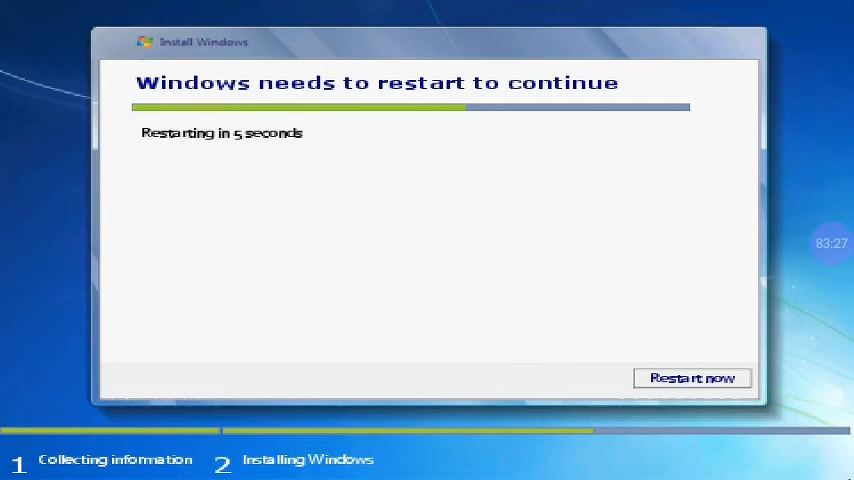 Install Windows
Windows needs to restart to continue
Restarting in 5 seconds
83:27
Restart now
1 Collecting information 2 Installing Windows